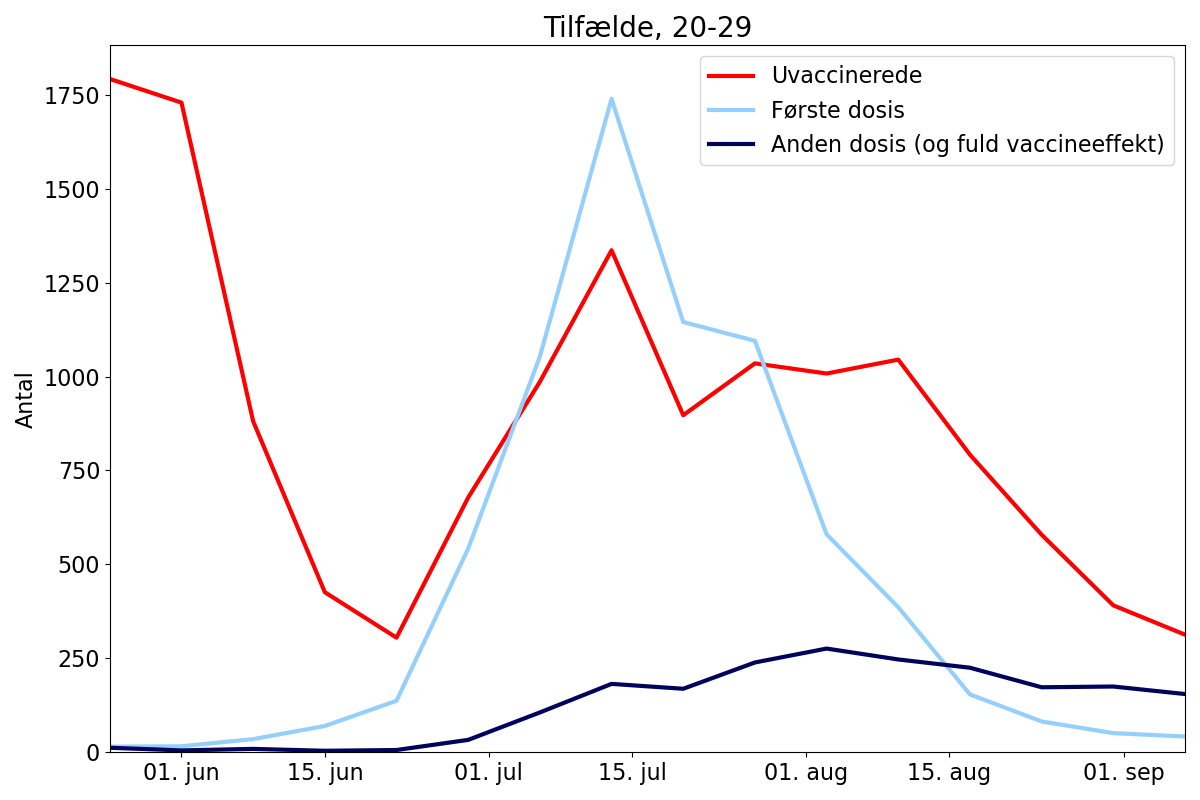 Tilfælde, 20-29
Uvaccinerede
Første dosis
Anden dosis (og fuld vaccineeffekt)
Antal
1750
1500
1250
1000
750
500
250
0
01. jun
15. jun
01. jul
15. jul
01. aug
15. aug
01. sep